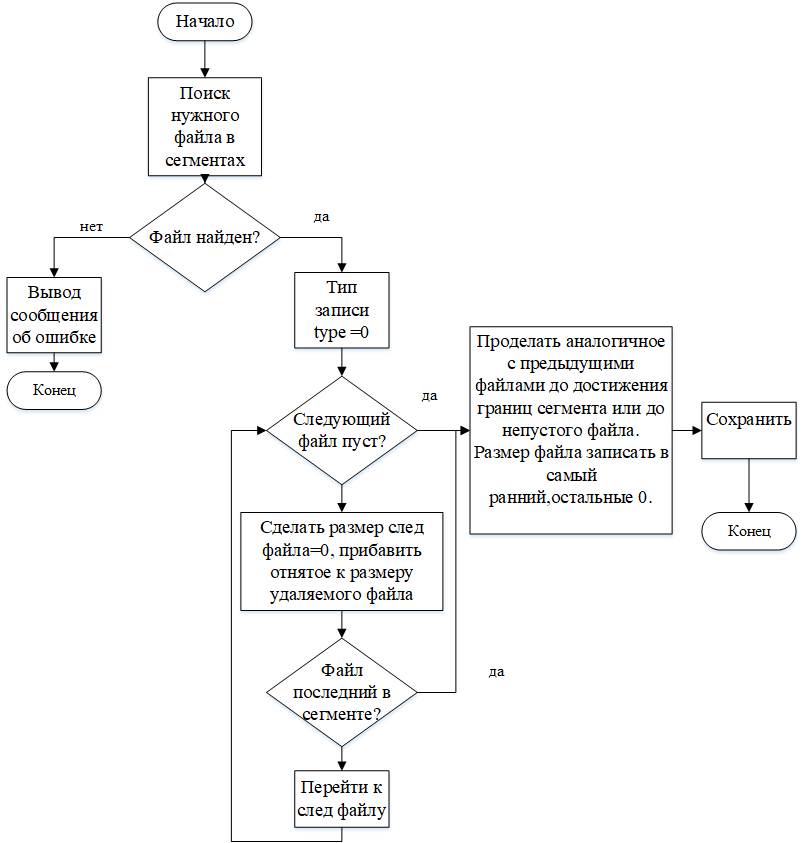 Начало
Поиск
нужного
файла в
сегментах
Файл найден?
нет
да
Вывод
сообщения
об ошибке
Конец
Тип
записи
type =0
Следующий
файл пуст?
да
Проделать аналогичное
с предыдущими
файлами до достижения
границ сегмента или до
непустого файла.
Размер файла записать в
самый
ранний,остальные 0.
Сохранить
Конец
Сделать размер след
файла=0, прибавить
отнятое к размеру
удаляемого файла
Файл
последний в
сегменте?
да
Перейти к
след файлу